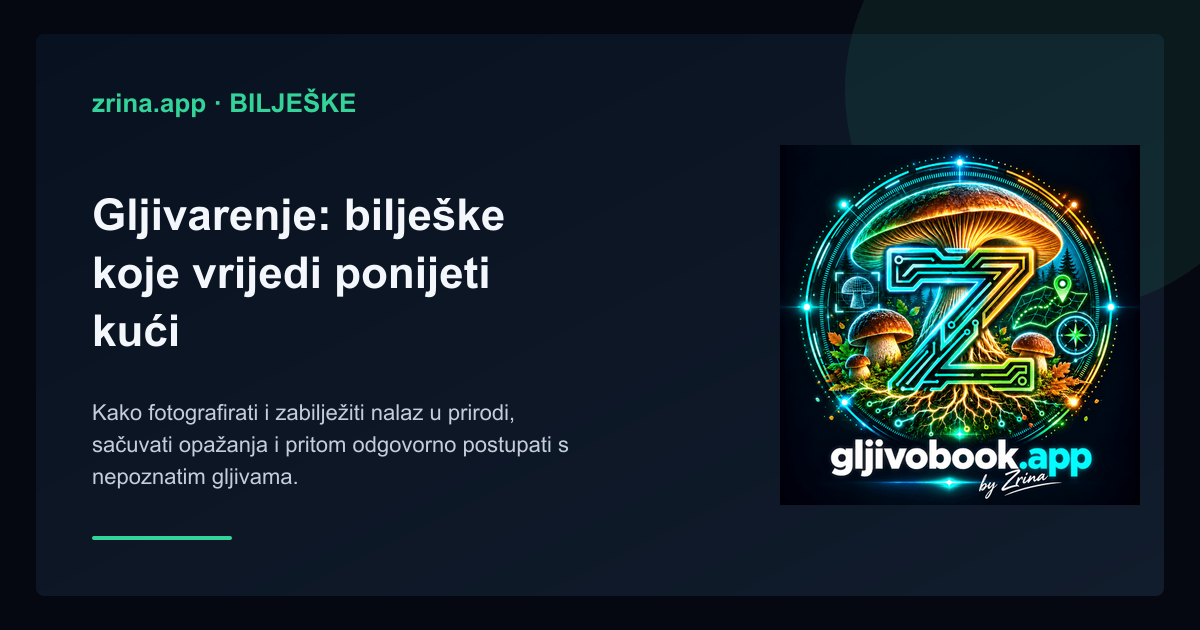 zrina.app · BILJEŠKE
Gljivarenje: bilješke
koje vrijedi ponijeti
kući
Kako fotografirati i zabilježiti nalaz u prirodi,
sačuvati opažanja i pritom odgovorno postupati s
nepoznatim gljivama.
Z
gljivobook.app
by Zrina